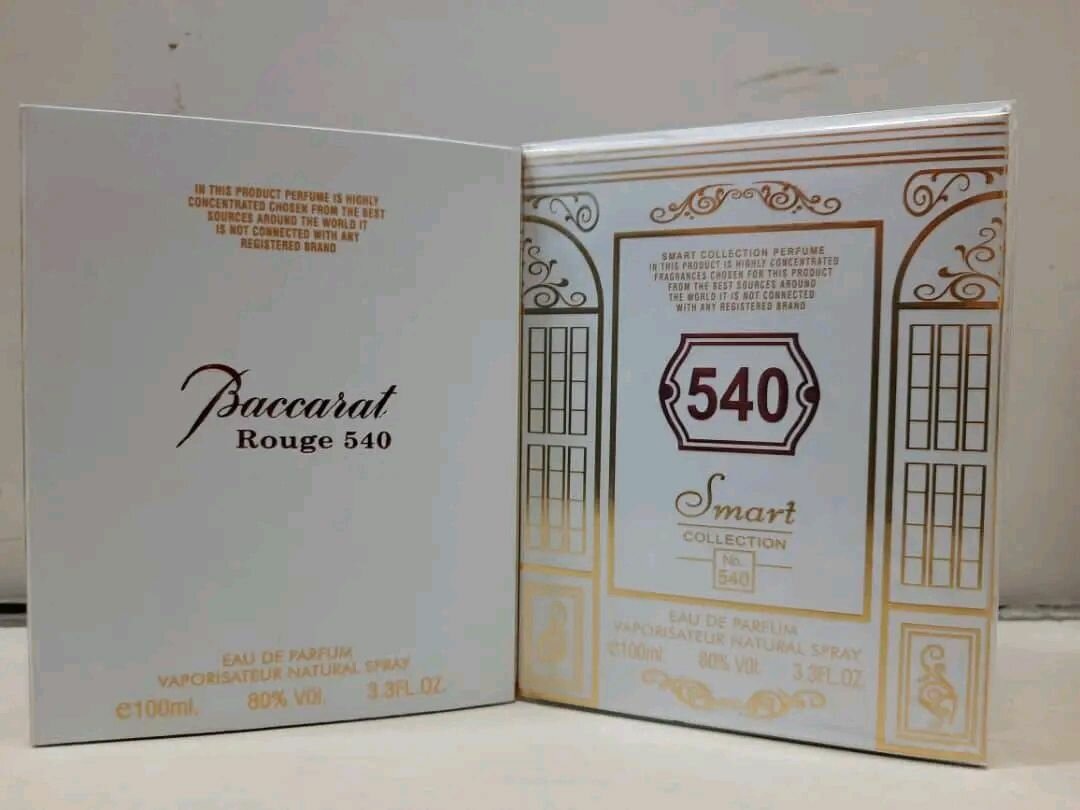 IN THIS PRODUCT PERFUME IS HIGHLY
CONCENTRATED CHOSEN FROM THE BEST
SOURCES AROUND THE WORLD IT
IS NOT CONNECTED WITH ANY
REGISTERED BRAND
Baccarat
Rouge 540
EAU DE PARFUM
VAPORISATEUR NATURAL SPRAY
e100ml. 80% VOl. 3.3FL.OZ.
SMART COLLECTION PERFUME
IN THIS PRODUCT IS HIGHLY CONCENTRATED
FRAGRANCES CHOSEN FOR THIS PRODUCT
FROM THE BEST SOURCES AROUND
THE WORLD IT IS NOT CONNECTED
WITH ANY REGISTERED BRAND
540
Smart
COLLECTION
No.
540
EAU DE PARFUM
VAPORISATEUR NATURAL SPRAY
e100ml. 80% VOl. 3.3FL.OZ.